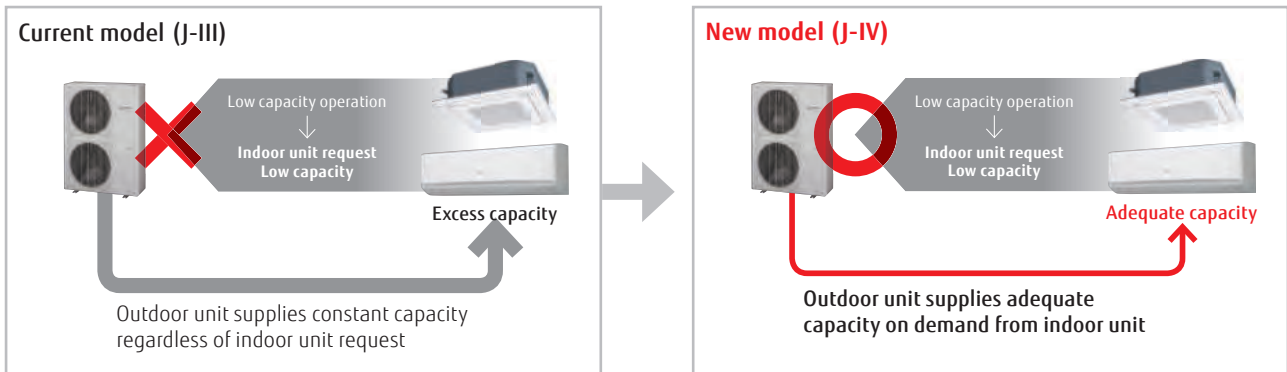 Current model (J-III)
Low capacity operation
Indoor unit request
Low capacity
Excess capacity
Outdoor unit supplies constant capacity
regardless of indoor unit request
New model (J-IV)
Low capacity operation
Indoor unit request
Low capacity
Adequate capacity
Outdoor unit supplies adequate
capacity on demand from indoor unit